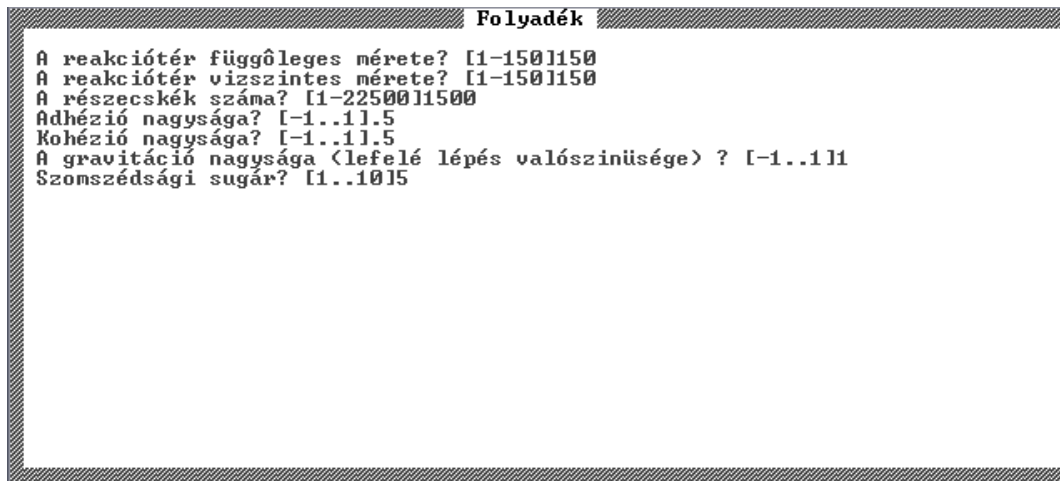 Folyadék
A reakciótér függôleges mérete? [1-150]150
A reakciótér vizszintes mérete? [1-150]150
A részecskék száma? [1-22500]1500
Adhézió nagysága? [-1..1].5
Kohézió nagysága? [-1..1].5
A gravitáció nagysága (lefelé lépés valószinüsége) ? [-1..1]1
Szomszédsági sugár? [1..10]5